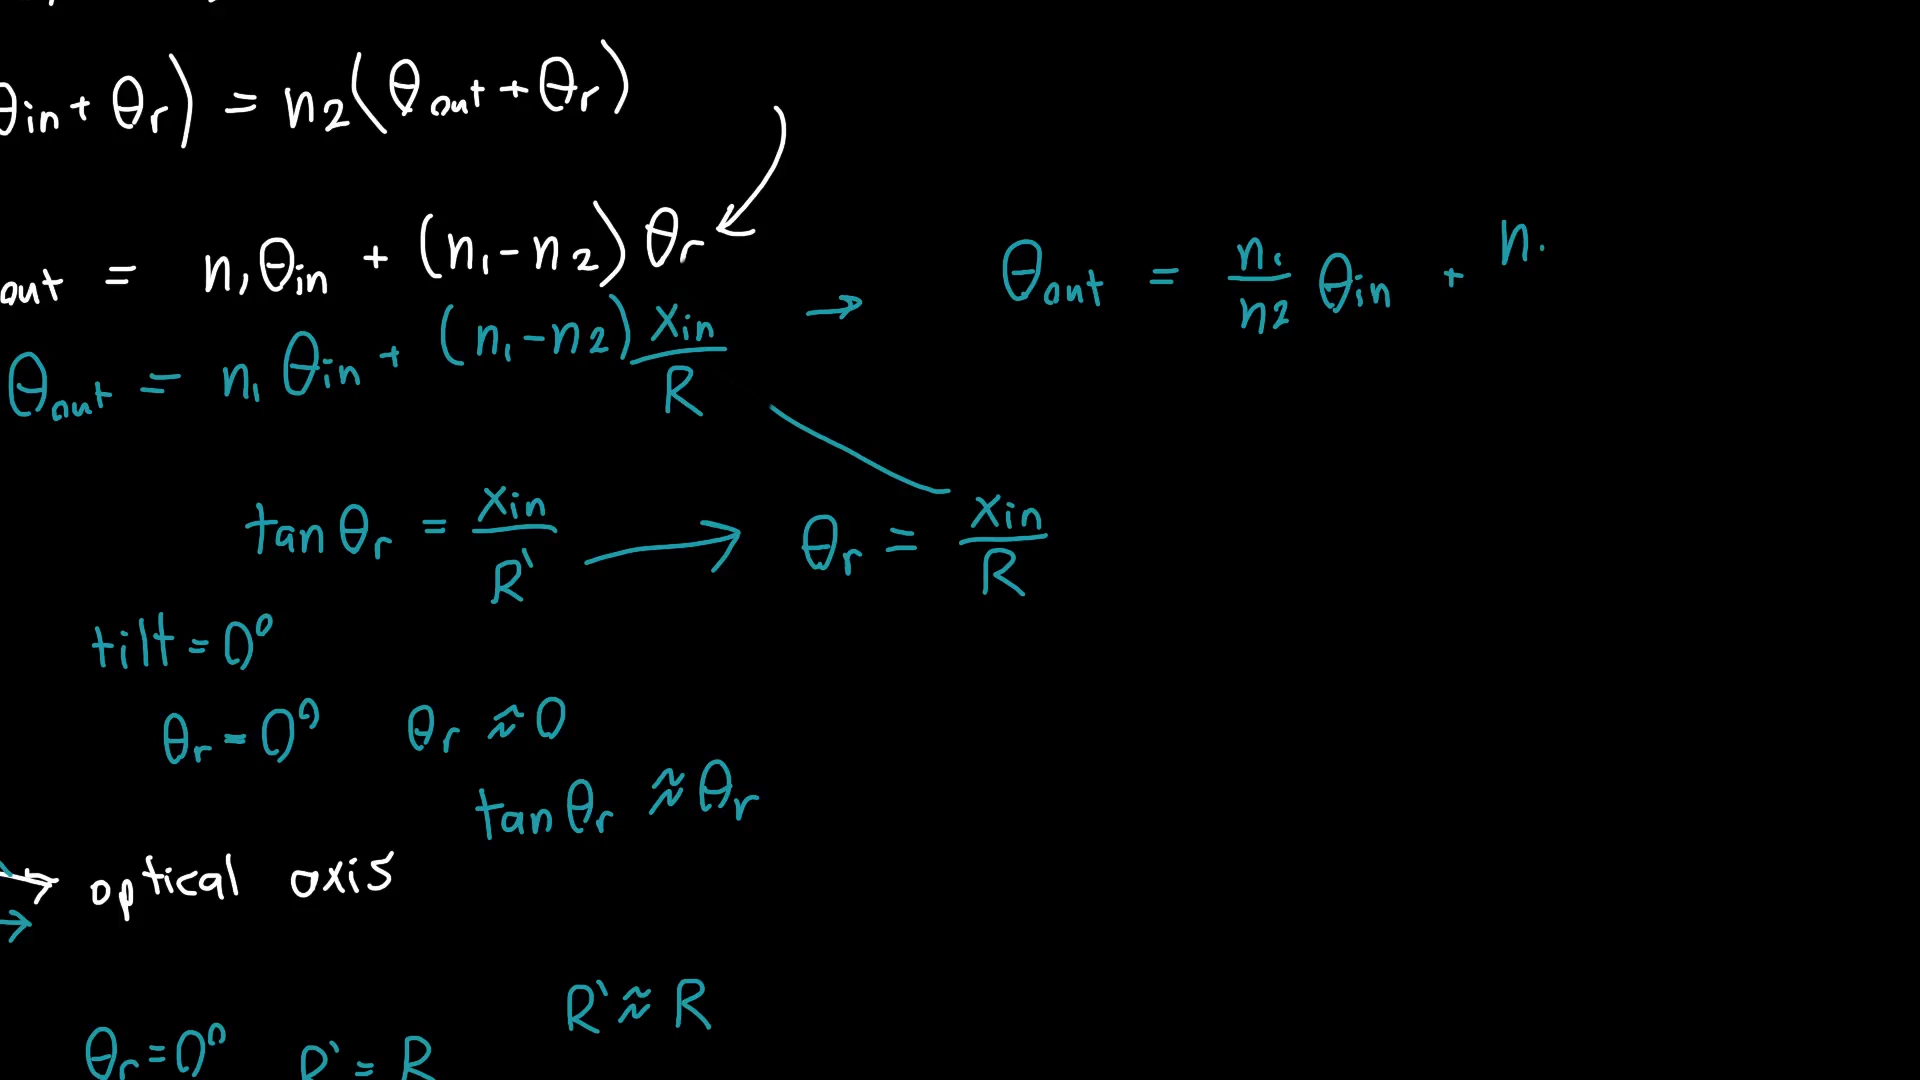 θin + θr) = n2(θout + θr)
out = n1θin + (n1 - n2)θr
θout = n1 θin + (n1 - n2) xin/R → θout = n1/n2 θin + n1
tan θr = xin/R' → θr = xin/R
tilt = 0°
θr = 0° θr ≈ 0
tan θr ≈ θr
optical axis
R' ≈ R
θr = 0° R' = R